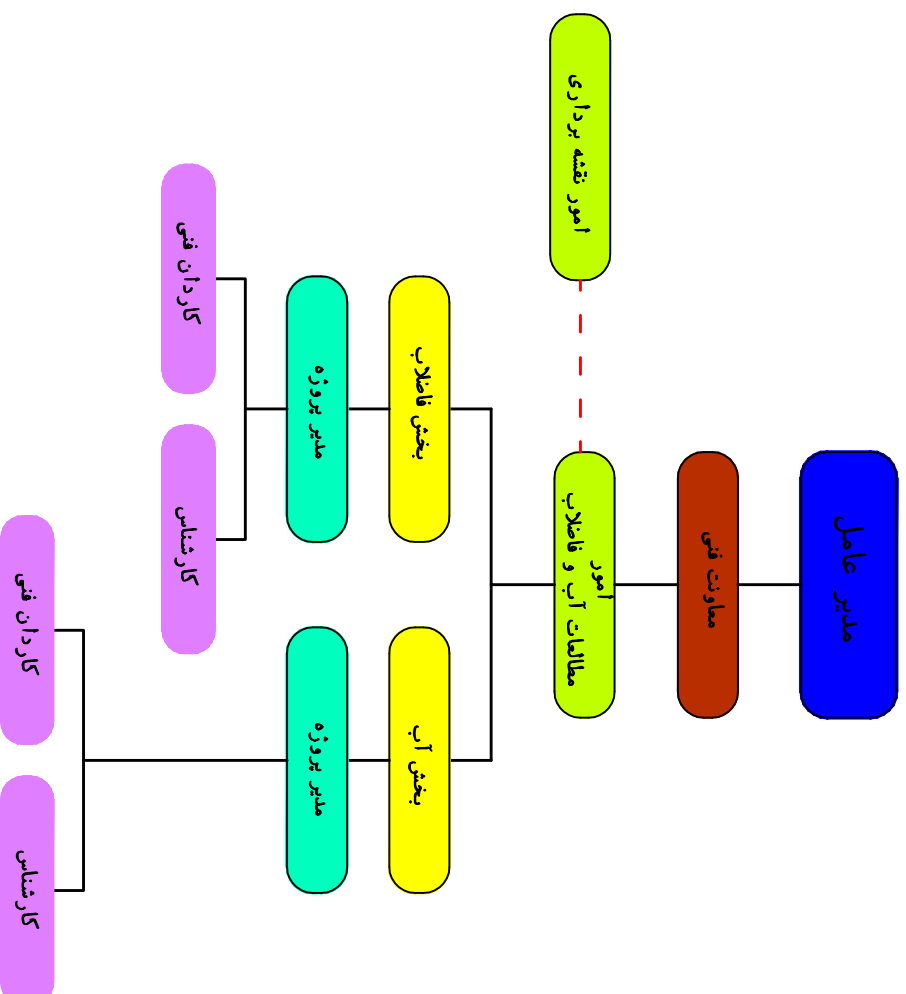 مدیر عامل
معاونت فنی
امور
مطالعات آب و فاضلاب
امور نقشه برداری
بخش فاضلاب
بخش آب
مدیر پروژه
مدیر پروژه
کاردان فنی
کارشناس
کاردان فنی
کارشناس